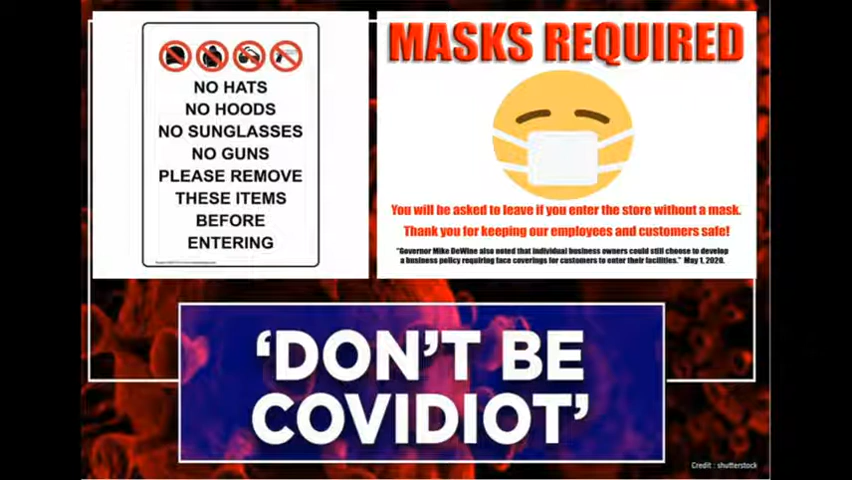 NO HATS
NO HOODS
NO SUNGLASSES
NO GUNS
PLEASE REMOVE
THESE ITEMS
BEFORE
ENTERING
MASKS REQUIRED
You will be asked to leave if you enter the store without a mask.
Thank you for keeping our employees and customers safe!
"Governor Mike DeWine also noted that individual business owners could still choose to develop
a business policy requiring face coverings for customers to enter their facilities." May 1, 2020.
'DON'T BE
COVIDIOT'
Credit : shutterstock